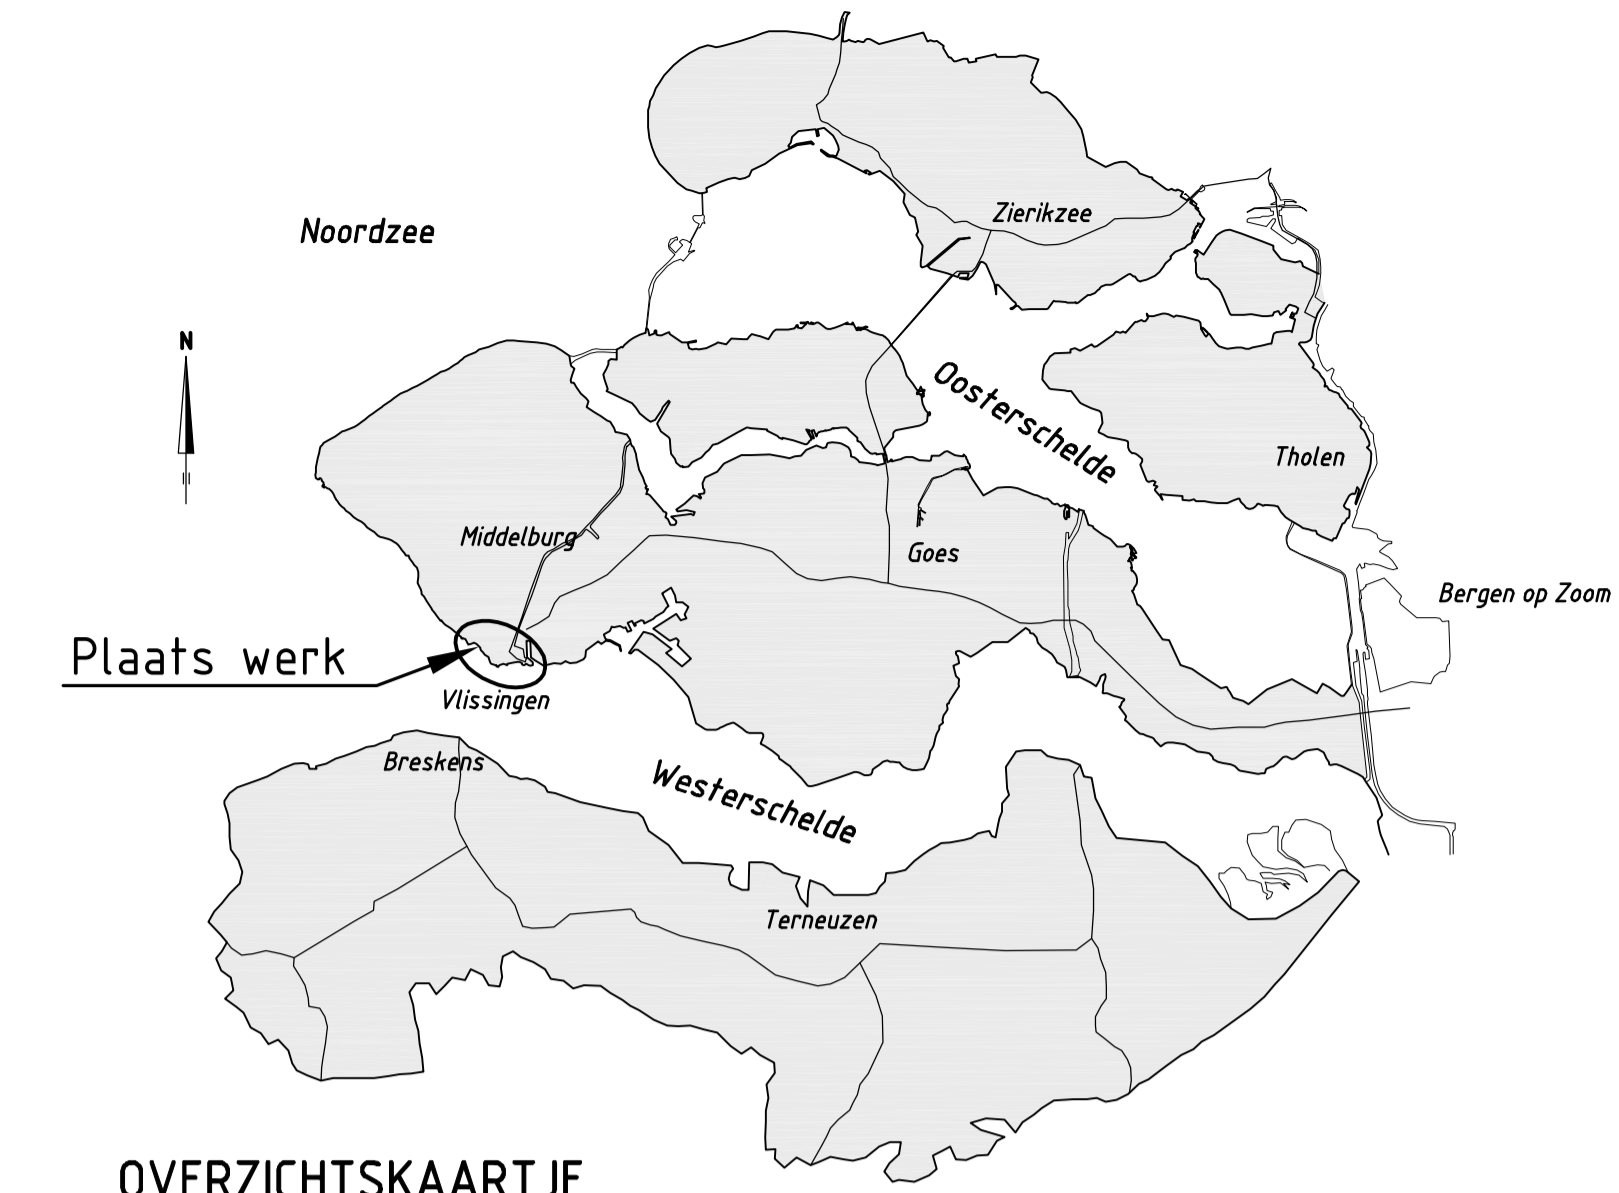 Zierikzee
Noordzee
N
Oosterschelde
Tholen
Middelburg
Goes
Bergen op Zoom
Plaats werk
Vlissingen
Breskens
Westerschelde
Terneuzen
OVERZICHTSKAARTJE